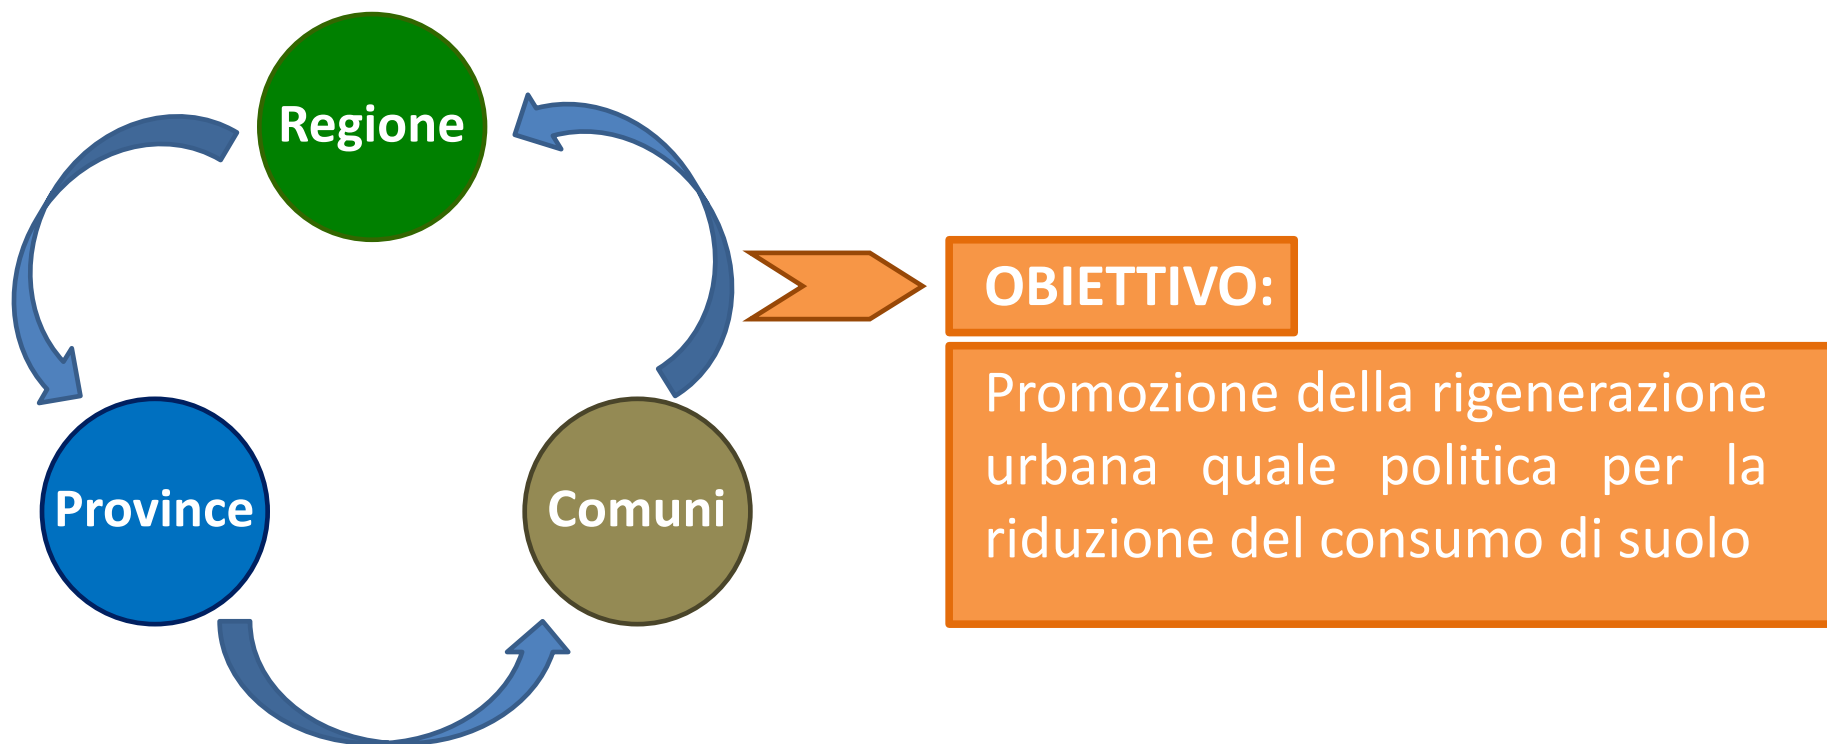 Regione
Province
Comuni
OBIETTIVO:
Promozione della rigenerazione
urbana quale politica per la
riduzione del consumo di suolo